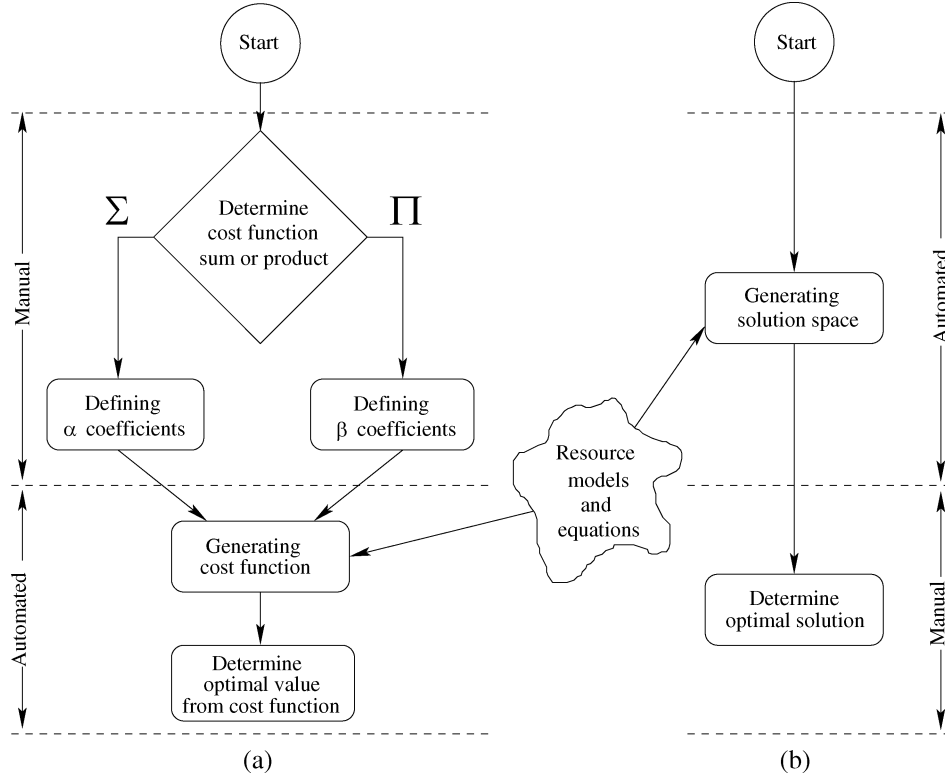 Start
Σ
Π
Determine
cost function
sum or product
Manual
Defining
α coefficients
Defining
β coefficients
Automated
Generating
cost function
Determine
optimal value
from cost function
(a)
Resource
models
and
equations
Start
Generating
solution space
Automated
Determine
optimal solution
Manual
(b)